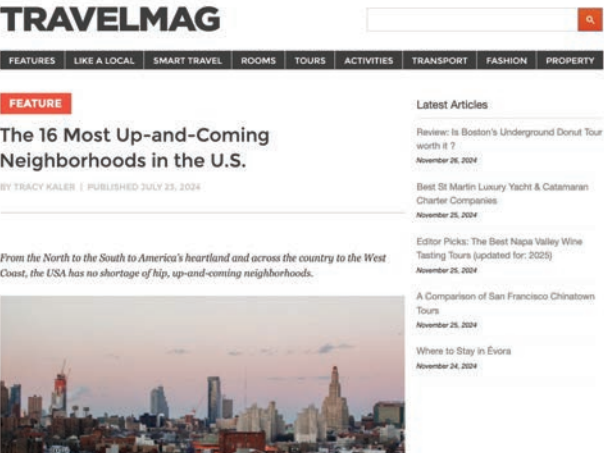 TRAVELMAG
FEATURES LIKE A LOCAL SMART TRAVEL ROOMS TOURS ACTIVITIES TRANSPORT FASHION PROPERTY
FEATURE
The 16 Most Up-and-Coming
Neighborhoods in the U.S.
BY TRACY KALER | PUBLISHED JULY 23, 2024
From the North to the South to America's heartland and across the country to the West
Coast, the USA has no shortage of hip, up-and-coming neighborhoods.
Latest Articles
Review: Is Boston's Underground Donut Tour
worth it ?
November 26, 2024
Best St Martin Luxury Yacht & Catamaran
Charter Companies
November 25, 2024
Editor Picks: The Best Napa Valley Wine
Tasting Tours (updated for: 2025)
November 25, 2024
A Comparison of San Francisco Chinatown
Tours
November 25, 2024
Where to Stay in Évora
November 24, 2024